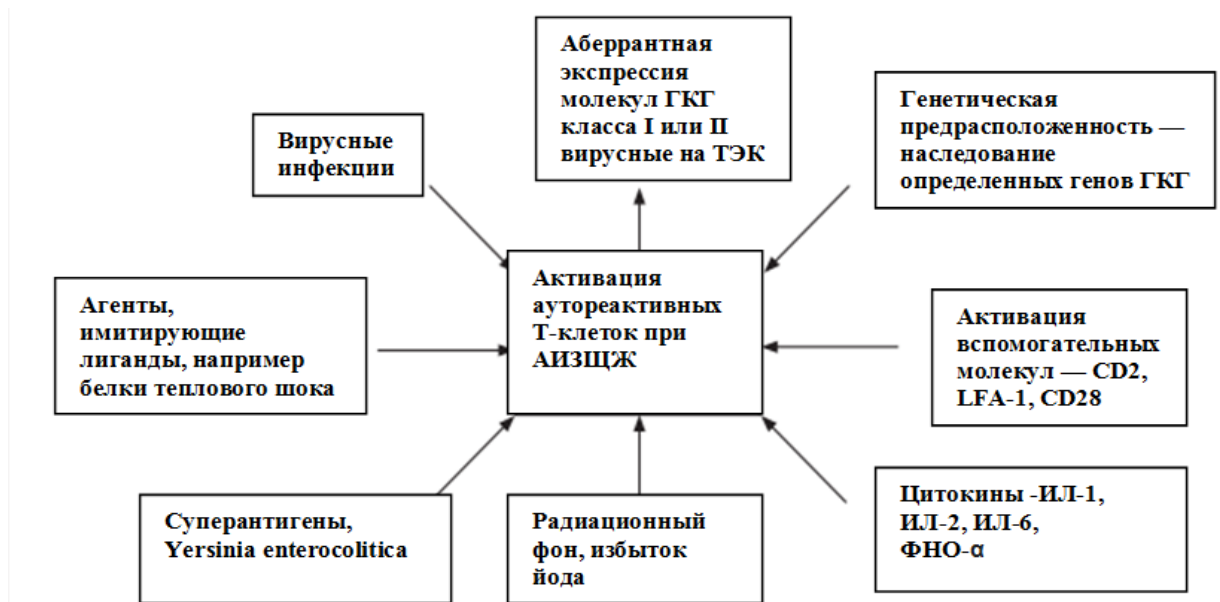 Аберрантная
экспрессия
молекул ГКГ
класса I или II
вирусные на ТЭК
Генетическая
предрасположенность —
наследование
определенных генов ГКГ
Вирусные
инфекции
Активация
аутореактивных
Т-клеток при
АИЗЩЖ
Агенты,
имитирующие
лиганды, например
белки теплового шока
Активация
вспомогательных
молекул — CD2,
LFA-1, CD28
Суперантигены,
Yersinia enterocolitica
Радиационный
фон, избыток
йода
Цитокины -ИЛ-1,
ИЛ-2, ИЛ-6,
ФНО-α